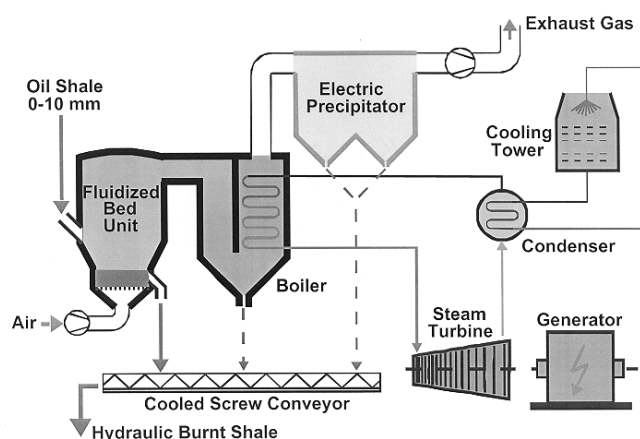 Exhaust Gas
Oil Shale
0-10 mm
Electric
Precipitator
Cooling
Tower
Fluidized
Bed
Unit
Condenser
Boiler
Air
Steam
Turbine
Generator
Cooled Screw Conveyor
Hydraulic Burnt Shale